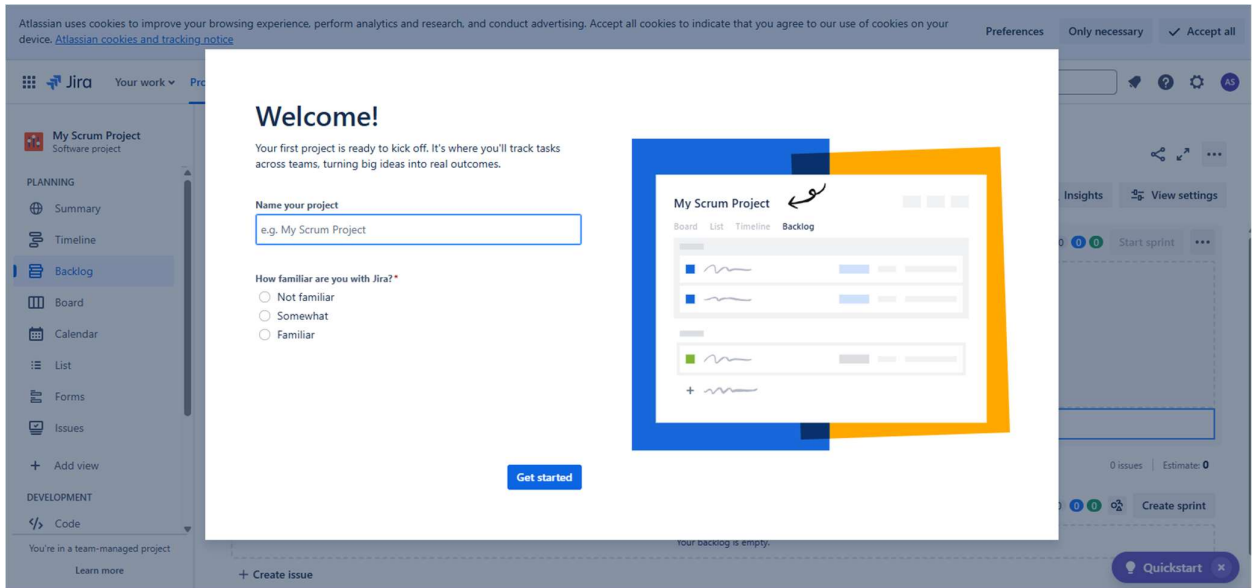 Atlassian uses cookies to improve your browsing experience, perform analytics and research, and conduct advertising. Accept all cookies to indicate that you agree to our use of cookies on your
device. Atlassian cookies and tracking notice
Preferences
Only necessary
Accept all
Jira
Your work
AS
My Scrum Project
Software project
PLANNING
Summary
Timeline
Backlog
Board
Calendar
List
Forms
Issues
Add view
DEVELOPMENT
Code
You're in a team-managed project
Learn more
Welcome!
Your first project is ready to kick off. It's where you'll track tasks
across teams, turning big ideas into real outcomes.
Name your project
e.g. My Scrum Project
How familiar are you with Jira?*
Not familiar
Somewhat
Familiar
Get started
My Scrum Project
Board List Timeline Backlog
Insights
View settings
0 0 Start sprint
0 issues Estimate: 0
0 0 Create sprint
Your backlog is empty.
+ Create issue
Quickstart